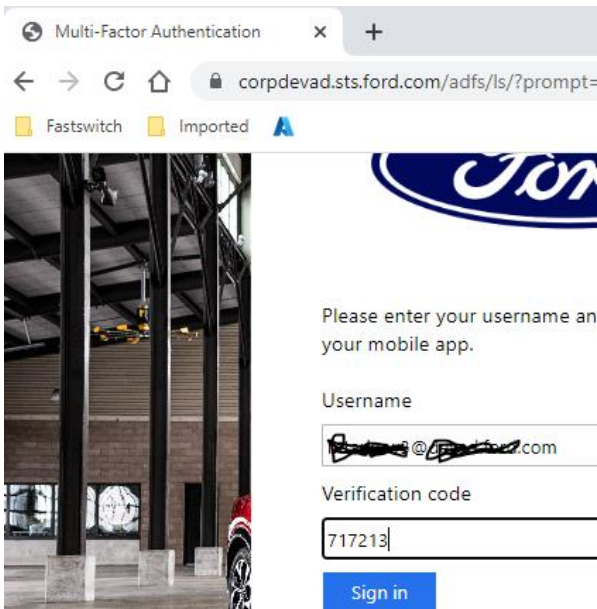 Multi-Factor Authentication
corpdevad.sts.ford.com/adfs/ls/?prompt=
Fastswitch Imported
Please enter your username an
your mobile app.
Username
@ .com
Verification code
717213
Sign in